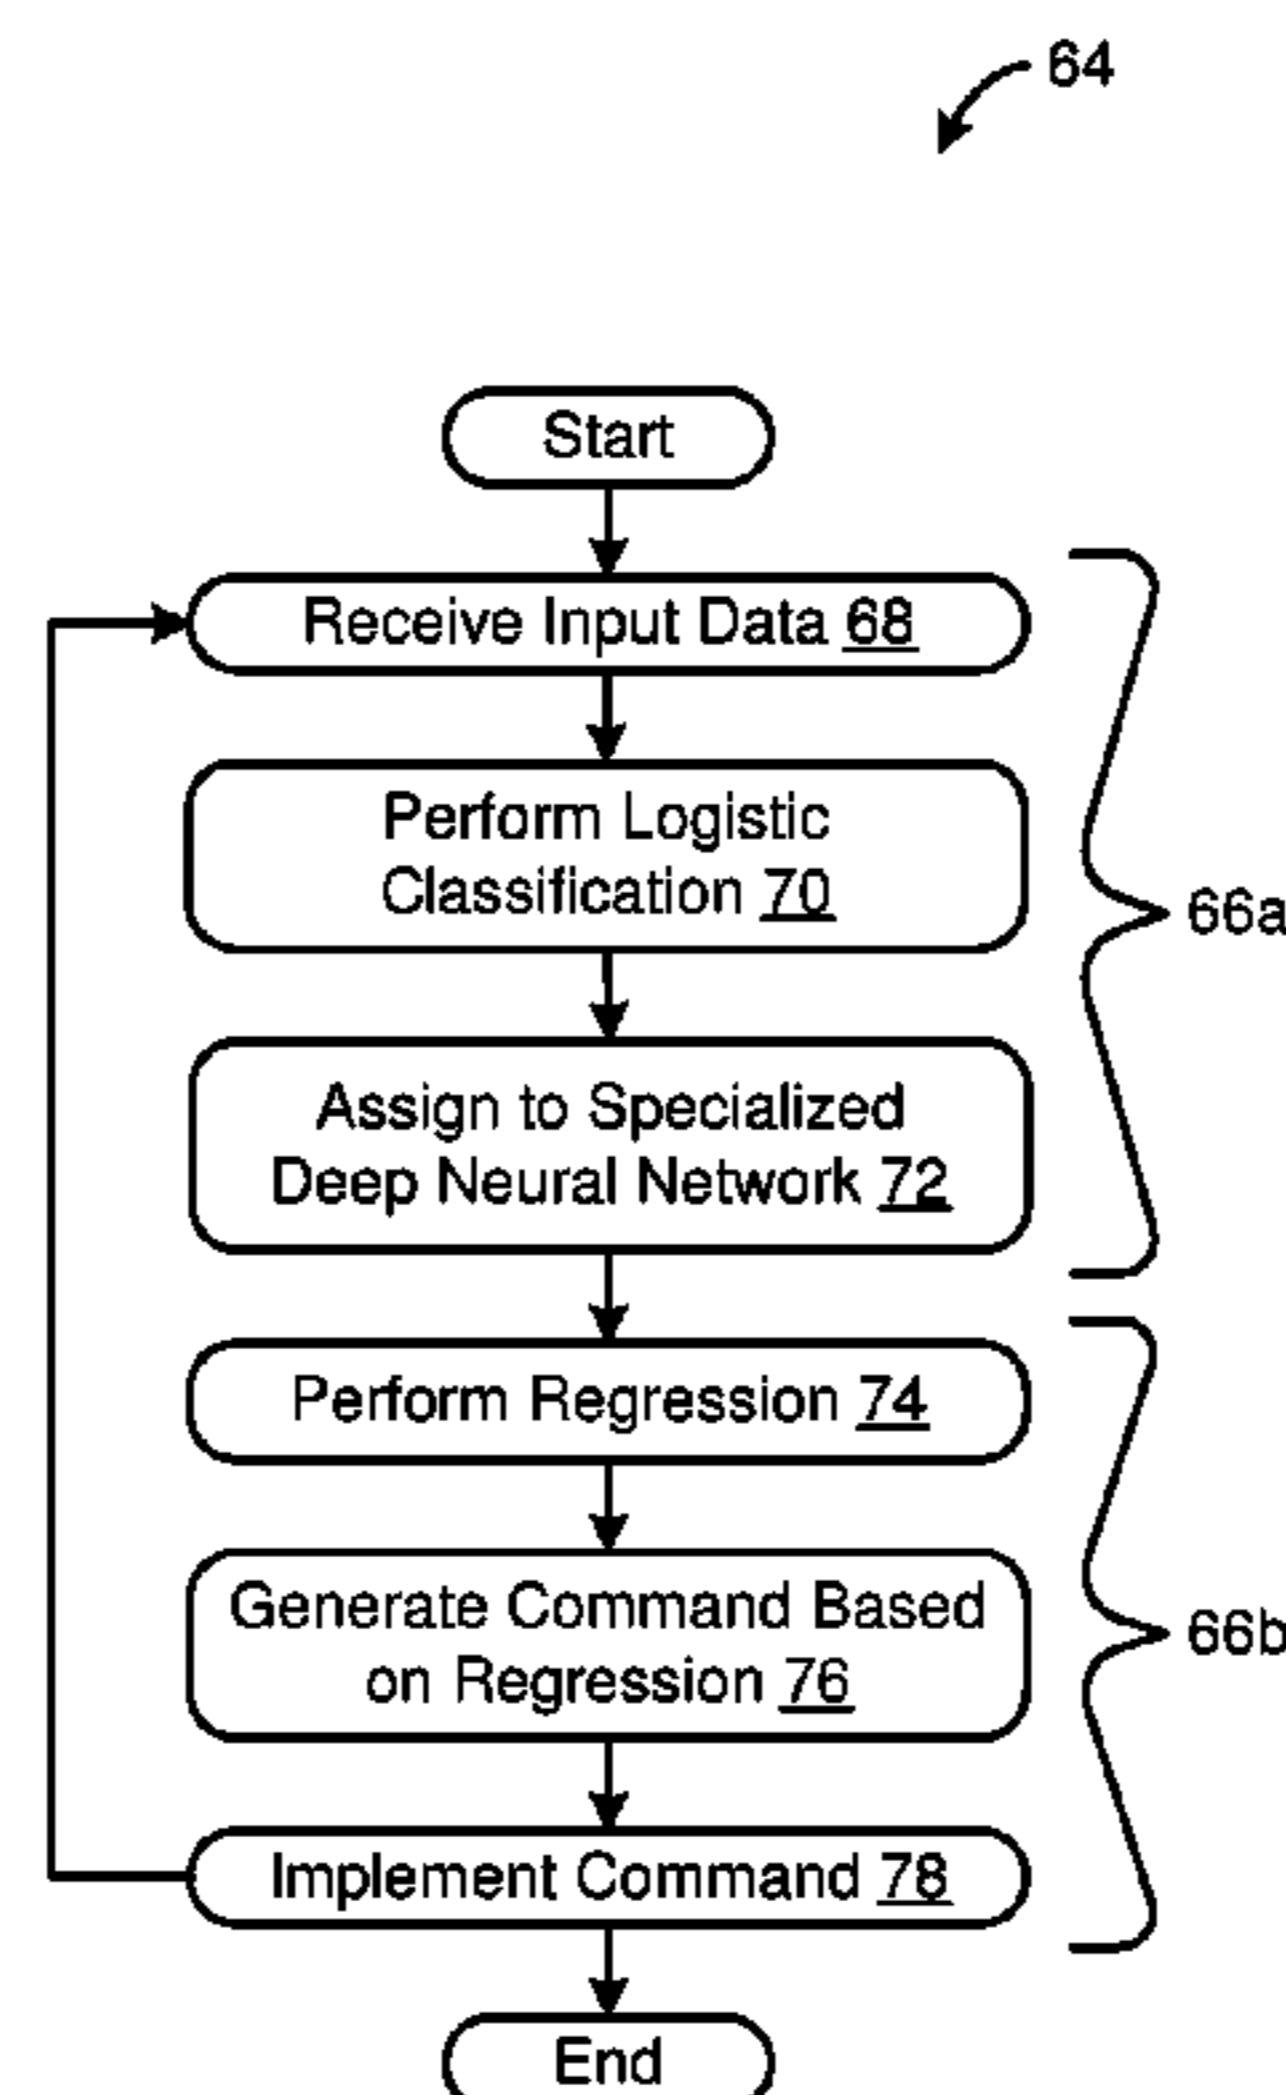 64
Start
Receive Input Data 68
Perform Logistic
Classification 70
66a
Assign to Specialized
Deep Neural Network 72
Perform Regression 74
Generate Command Based
on Regression 76
66b
Implement Command 78
End